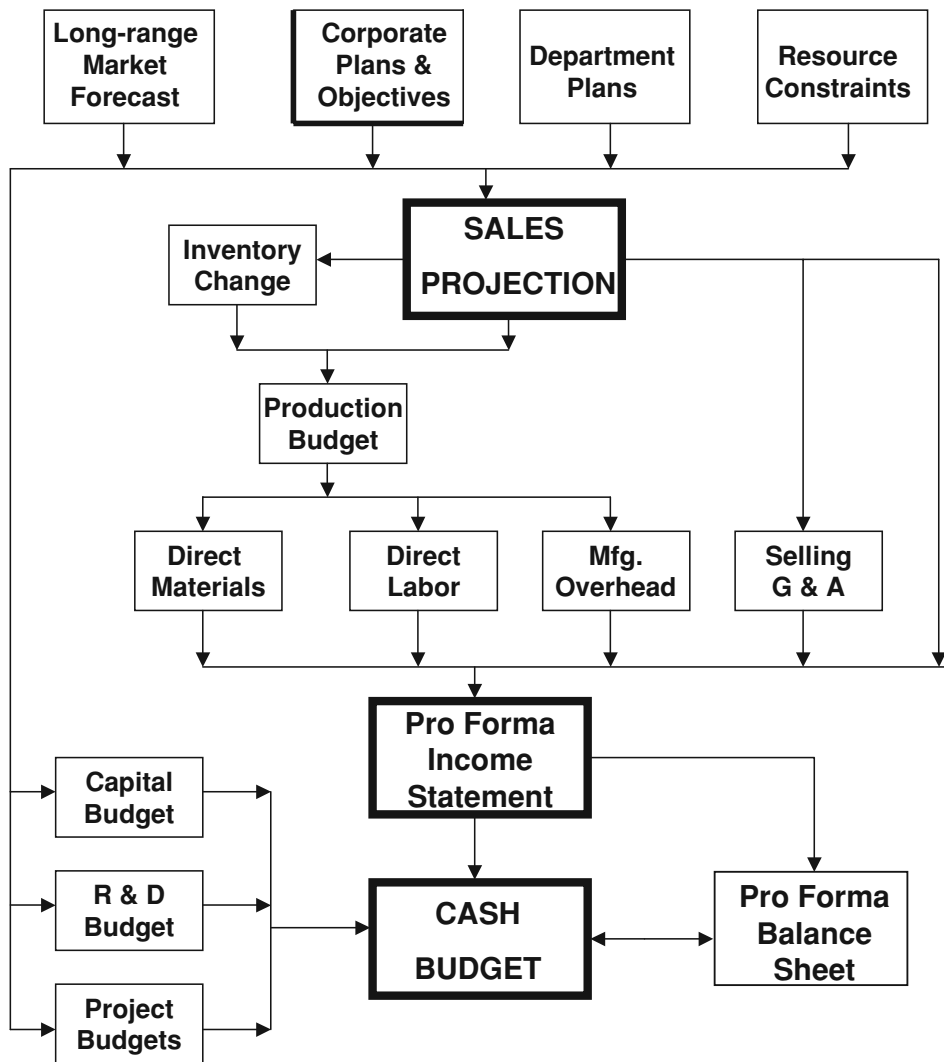 Long-range
Market
Forecast
Corporate
Plans &
Objectives
Department
Plans
Resource
Constraints
SALES
PROJECTION
Inventory
Change
Production
Budget
Direct
Materials
Direct
Labor
Mfg.
Overhead
Selling
G & A
Pro Forma
Income
Statement
Capital
Budget
R & D
Budget
Project
Budgets
CASH
BUDGET
Pro Forma
Balance
Sheet